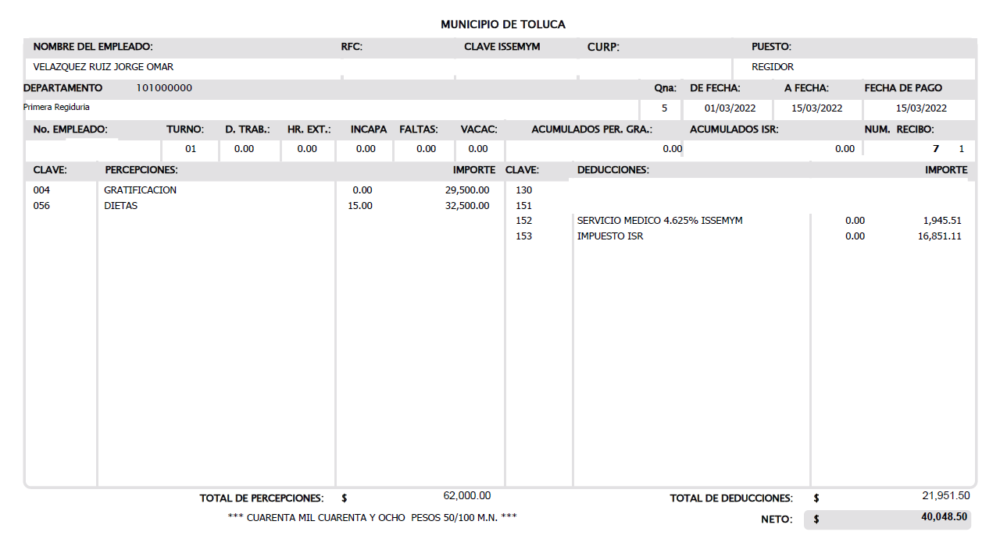 MUNICIPIO DE TOLUCA
NOMBRE DEL EMPLEADO: RFC: CLAVE ISSEMYM CURP: PUESTO:
VELAZQUEZ RUIZ JORGE OMAR REGIDOR
DEPARTAMENTO 101000000 Qna: DE FECHA: A FECHA: FECHA DE PAGO
Primera Regiduria 5 01/03/2022 15/03/2022 15/03/2022
No. EMPLEADO: TURNO: D. TRAB.: HR. EXT.: INCAPA FALTAS: VACAC: ACUMULADOS PER. GRA.: ACUMULADOS ISR: NUM. RECIBO:
01 0.00 0.00 0.00 0.00 0.00 0.00 0.00 7 1
CLAVE: PERCEPCIONES: IMPORTE CLAVE: DEDUCCIONES: IMPORTE
004 GRATIFICACION 0.00 29,500.00 130
056 DIETAS 15.00 32,500.00 151
152 SERVICIO MEDICO 4.625% ISSEMYM 0.00 1,945.51
153 IMPUESTO ISR 0.00 16,851.11
TOTAL DE PERCEPCIONES: $ 62,000.00 TOTAL DE DEDUCCIONES: $ 21,951.50
*** CUARENTA MIL CUARENTA Y OCHO PESOS 50/100 M.N. *** NETO: $ 40,048.50